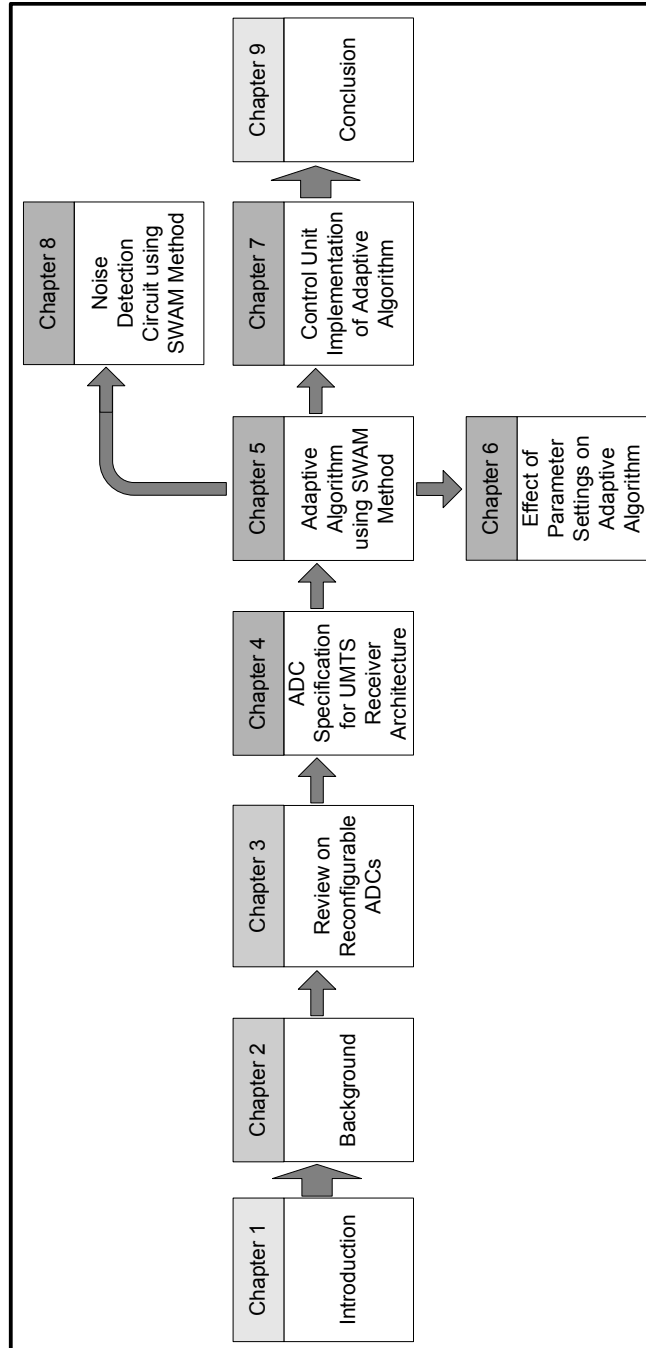 Chapter 1
Introduction
Chapter 2
Background
Chapter 3
Review on
Reconfigurable
ADCs
Chapter 4
ADC
Specification
for UMTS
Receiver
Architecture
Chapter 5
Adaptive
Algorithm
using SWAM
Method
Chapter 6
Effect of
Parameter
Settings on
Adaptive
Algorithm
Chapter 7
Control Unit
Implementation
of Adaptive
Algorithm
Chapter 8
Noise
Detection
Circuit using
SWAM Method
Chapter 9
Conclusion